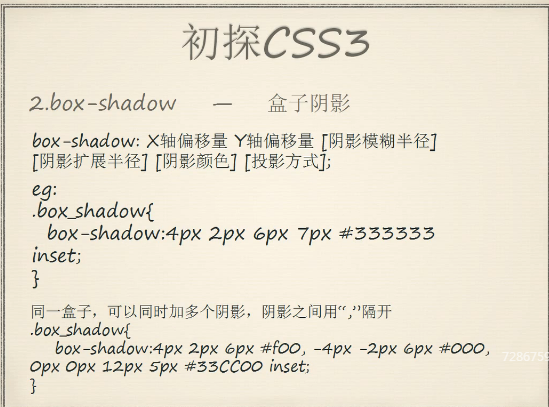 初探CSS3
2.box-shadow — 盒子阴影
box-shadow: X轴偏移量 Y轴偏移量 [阴影模糊半径]
[阴影扩展半径] [阴影颜色] [投影方式];
eg:
.box_shadow{
box-shadow:4px 2px 6px 7px #333333
inset;
}
同一盒子，可以同时加多个阴影，阴影之间用“,”隔开
.box_shadow{
box-shadow:4px 2px 6px #f00, -4px -2px 6px #000,
0px 0px 12px 5px #33CC00 inset;
}
7286759